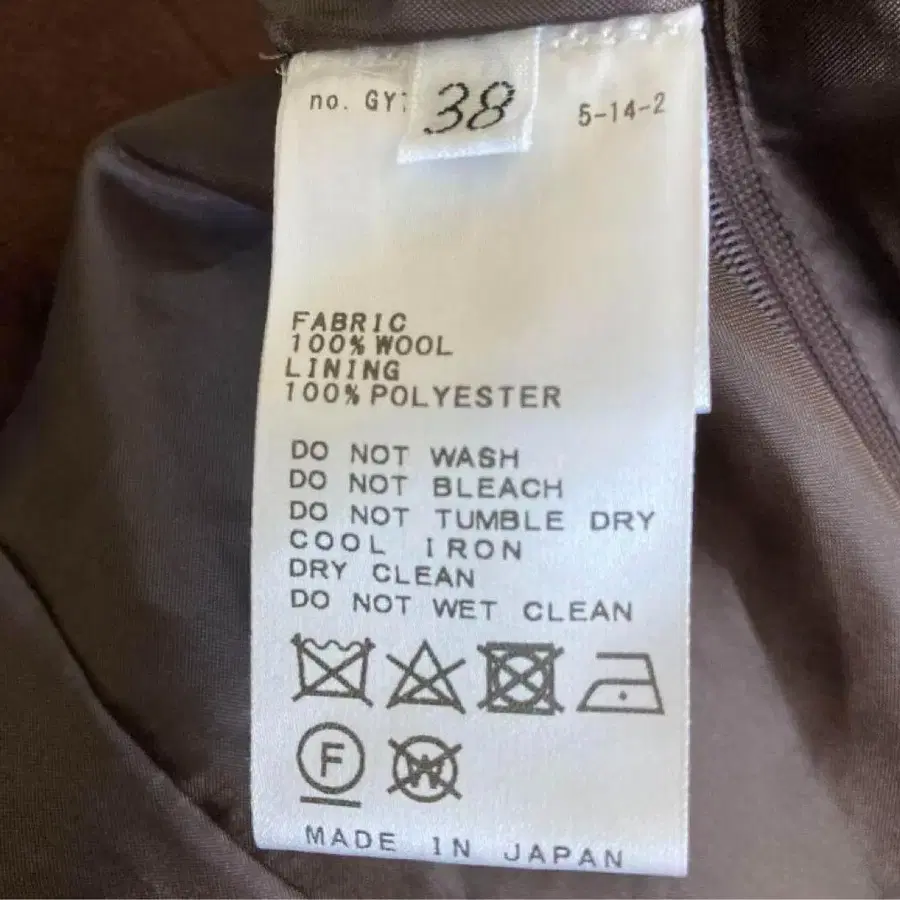 no. GY
38
5-14-2
FABRIC
100% WOOL
LINING
100% POLYESTER
DO NOT WASH
DO NOT BLEACH
DO NOT TUMBLE DRY
COOL IRON
DRY CLEAN
DO NOT WET CLEAN
F
W
MADE IN JAPAN